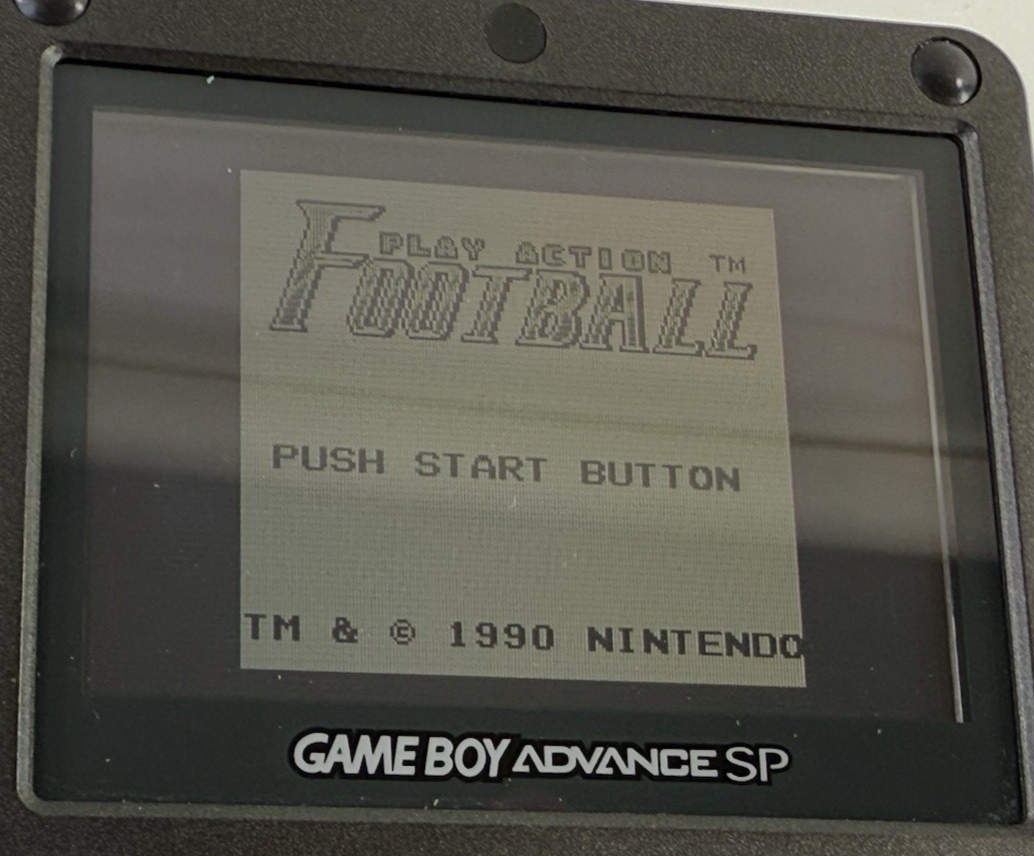 PLAY ACTION TM
FOOTBALL
PUSH START BUTTON
TM & © 1990 NINTENDO
GAME BOY ADVANCE SP